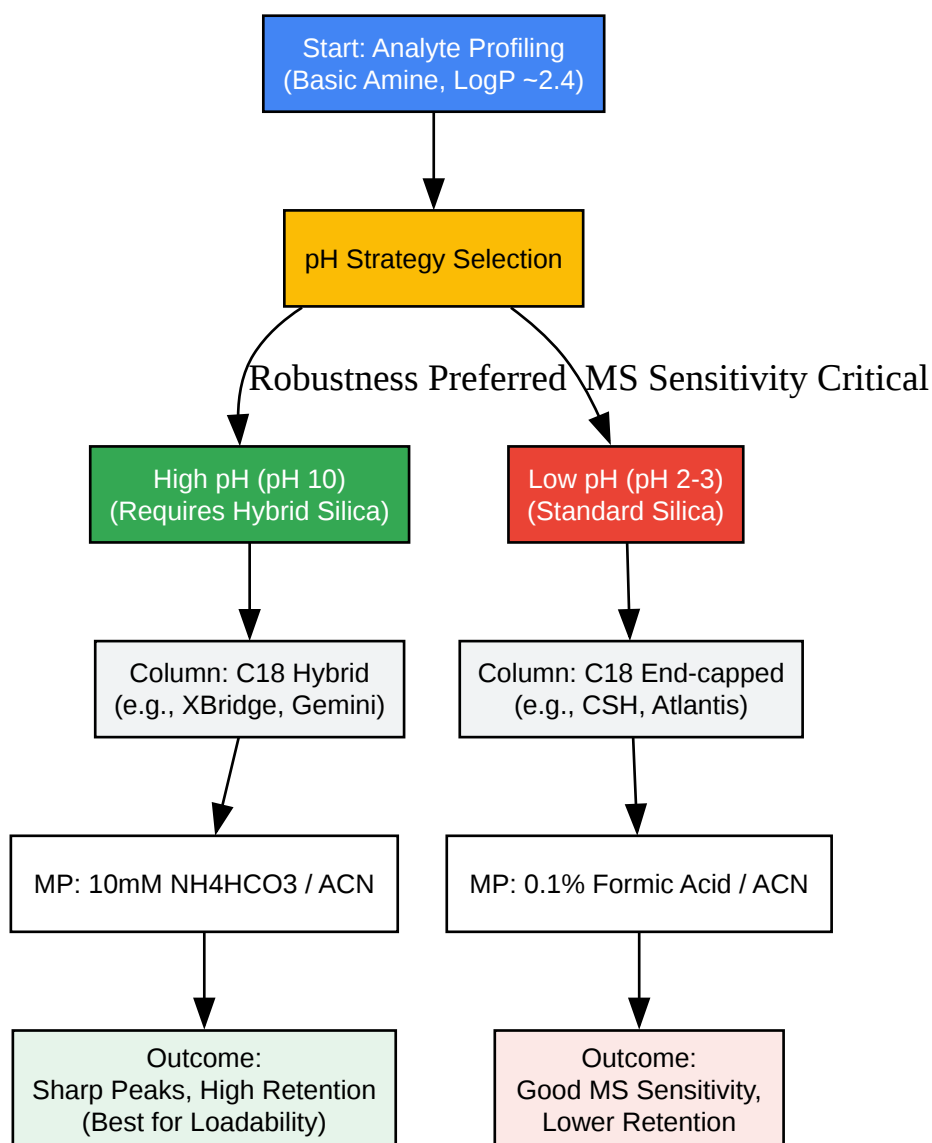 Start: Analyte Profiling
(Basic Amine, LogP ~2.4)
pH Strategy Selection
Robustness Preferred
MS Sensitivity Critical
High pH (pH 10)
(Requires Hybrid Silica)
Low pH (pH 2-3)
(Standard Silica)
Column: C18 Hybrid
(e.g., XBridge, Gemini)
Column: C18 End-capped
(e.g., CSH, Atlantis)
MP: 10mM NH4HCO3 / ACN
MP: 0.1% Formic Acid / ACN
Outcome:
Sharp Peaks, High Retention
(Best for Loadability)
Outcome:
Good MS Sensitivity,
Lower Retention